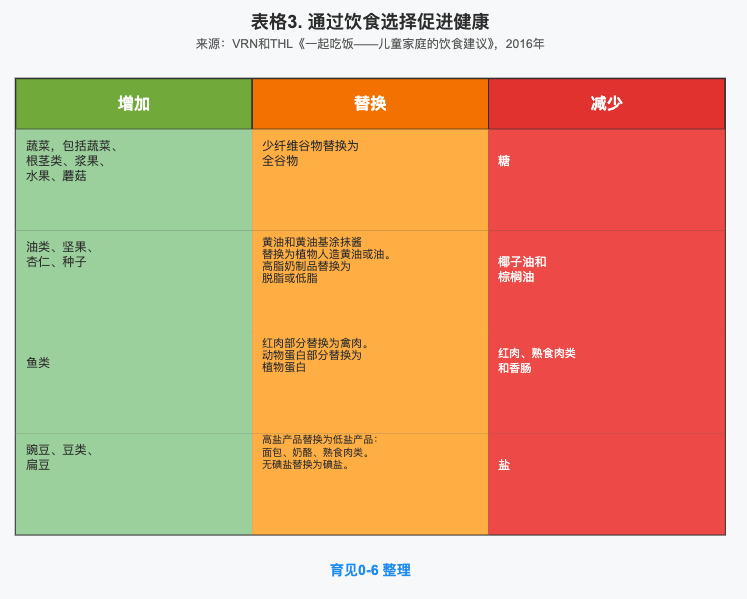 表格3. 通过饮食选择促进健康
来源：VRN和THL《一起吃饭——儿童家庭的饮食建议》，2016年
增加
替换
减少
蔬菜，包括蔬菜、
根茎类、浆果、
水果、蘑菇
少纤维谷物替换为
全谷物
糖
油类、坚果、
杏仁、种子
黄油和黄油基涂抹酱
替换为植物人造黄油或油。
高脂奶制品替换为
脱脂或低脂
椰子油和
棕榈油
鱼类
红肉部分替换为禽肉。
动物蛋白部分替换为
植物蛋白
红肉、熟食肉类
和香肠
豌豆、豆类、
扁豆
高盐产品替换为低盐产品：
面包、奶酪、熟食肉类。
无碘盐替换为碘盐。
盐
育见0-6 整理